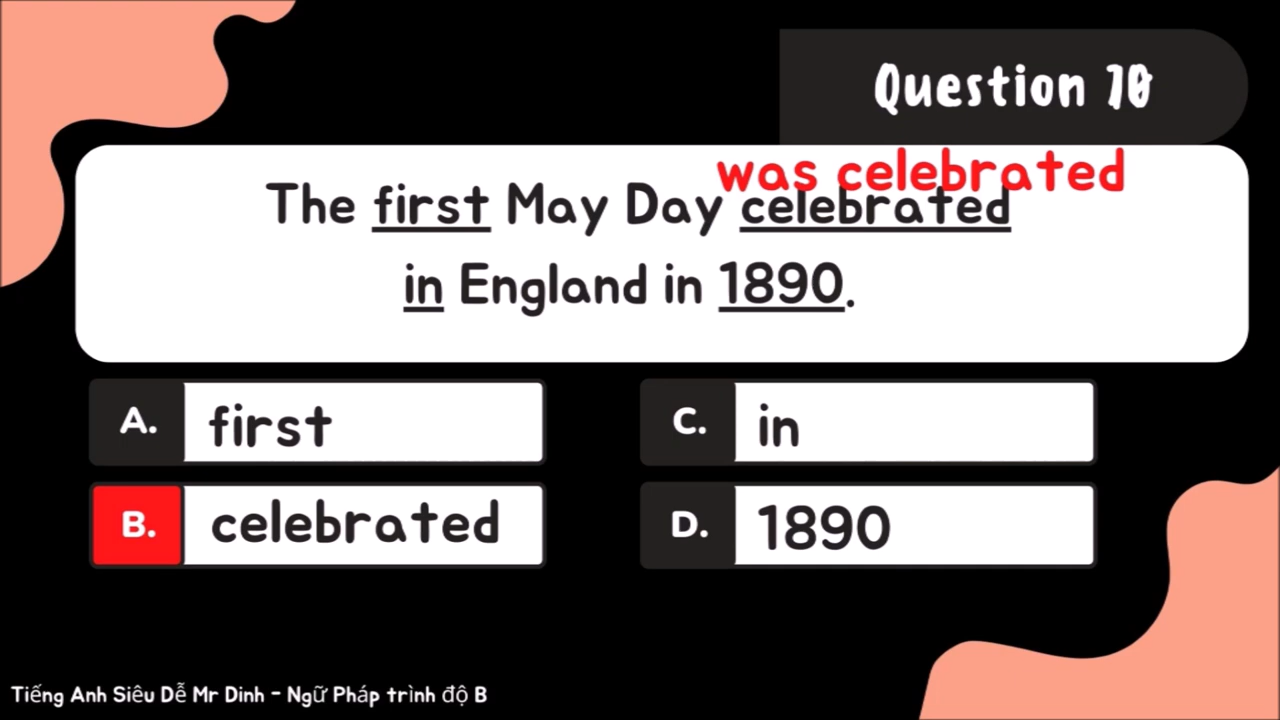 Question 10
was celebrated
The first May Day celebrated
in England in 1890.
A. first
C. in
B. celebrated
D. 1890
Tiếng Anh Siêu Dễ Mr Dinh - Ngữ Pháp trình độ B